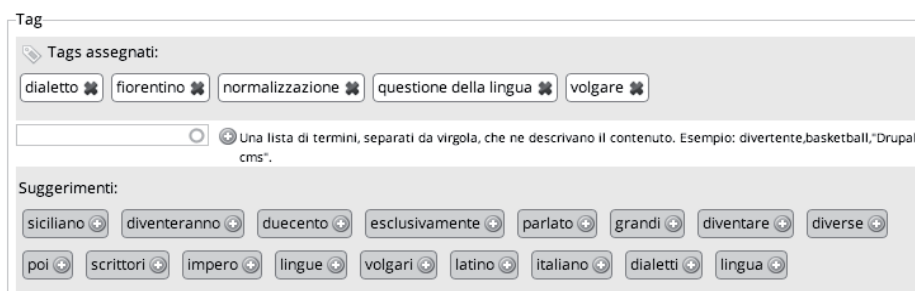 Tag
Tags assegnati:
dialetto fiorentino normalizzazione questione della lingua volgare
Una lista di termini, separati da virgola, che ne descrivano il contenuto. Esempio: divertente,basketball,"Drupal
cms".
Suggerimenti:
siciliano diventeranno duecento esclusivamente parlato grandi diventare diverse
poi scrittori impero lingue volgari latino italiano dialetti lingua